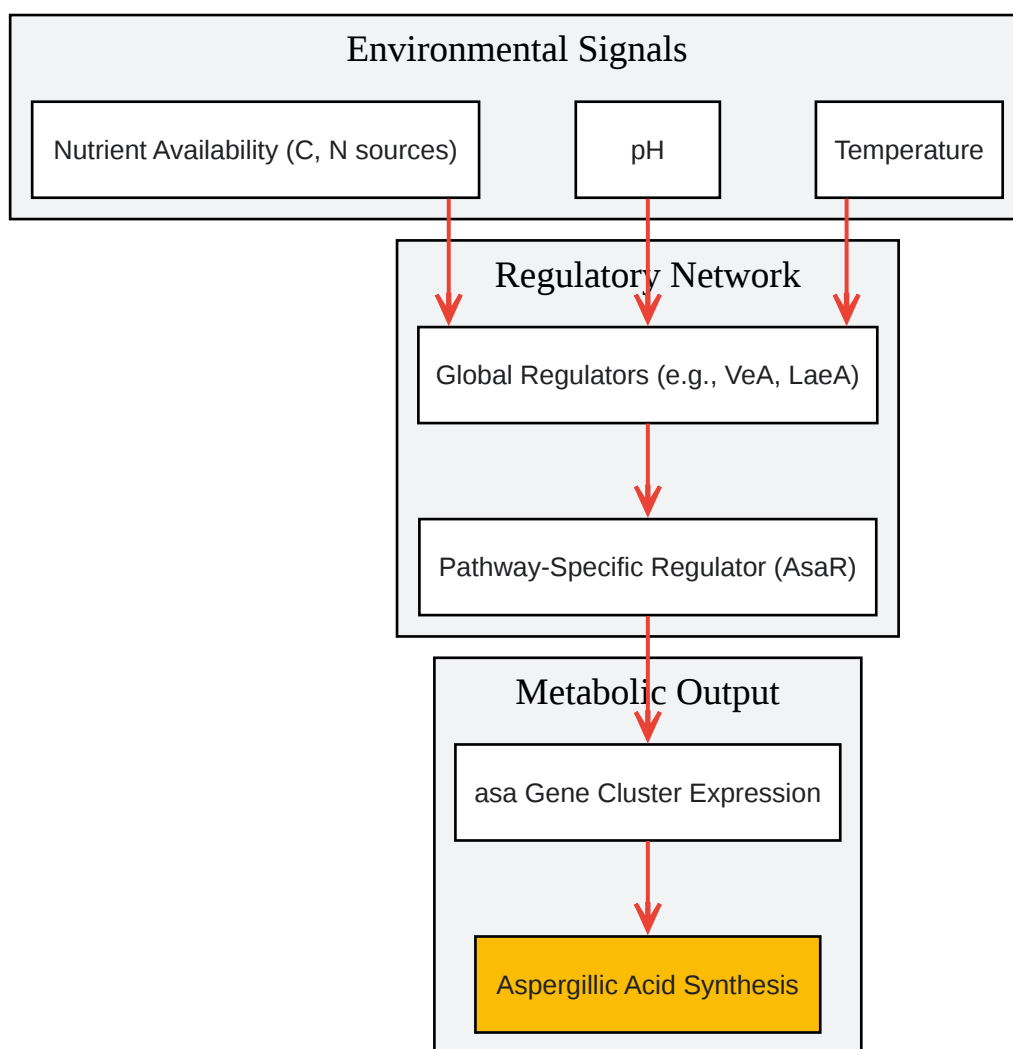 Environmental Signals
Nutrient Availability (C, N sources)
pH
Temperature
Regulatory Network
Global Regulators (e.g., VeA, LaeA)
Pathway-Specific Regulator (AsaR)
Metabolic Output
asa Gene Cluster Expression
Aspergillic Acid Synthesis